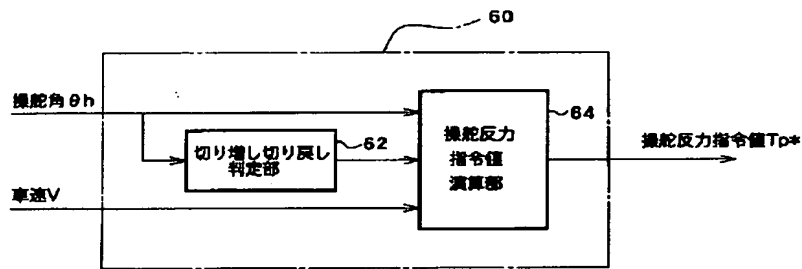 60
操舵角θh
切り増し切り戻し
判定部
62
操舵反力
指令値
演算部
64
操舵反力指令値Tp*
車速V